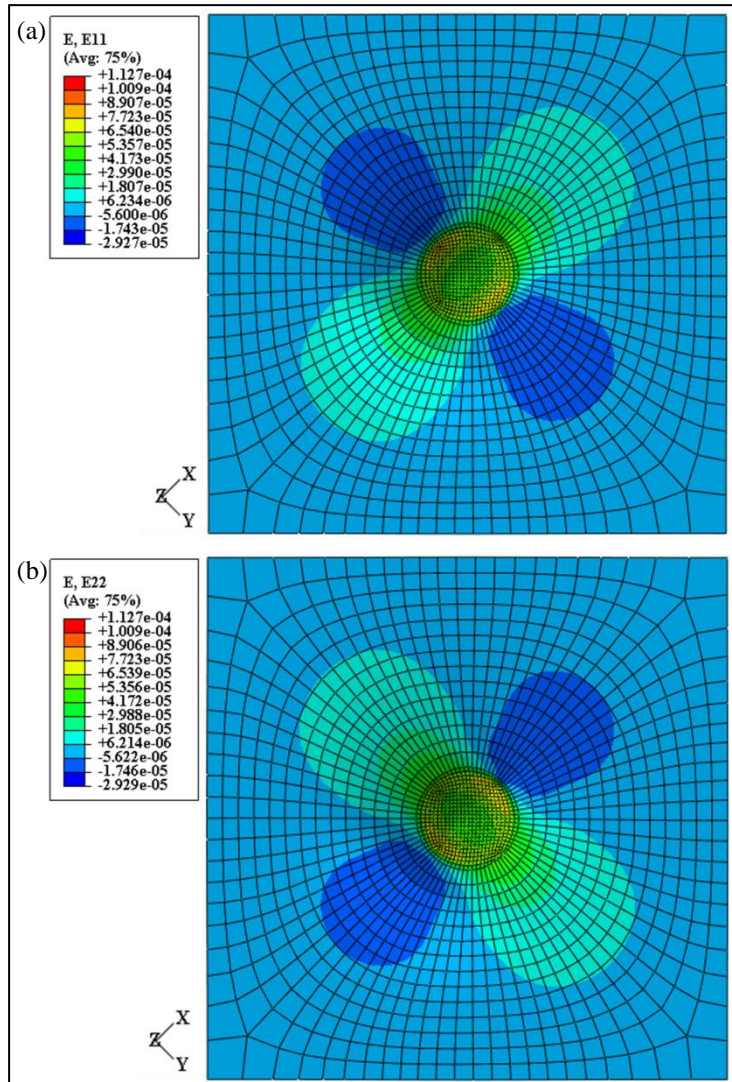 (a)
E, E11
(Avg: 75%)
+1.127e-04
+1.009e-04
+8.907e-05
+7.723e-05
+6.540e-05
+5.357e-05
+4.173e-05
+2.990e-05
+1.807e-05
+6.234e-06
-5.600e-06
-1.743e-05
-2.927e-05
X
Z
Y
(b)
E, E22
(Avg: 75%)
+1.127e-04
+1.009e-04
+8.906e-05
+7.723e-05
+6.539e-05
+5.356e-05
+4.172e-05
+2.988e-05
+1.805e-05
+6.214e-06
-5.622e-06
-1.746e-05
-2.929e-05
X
Z
Y